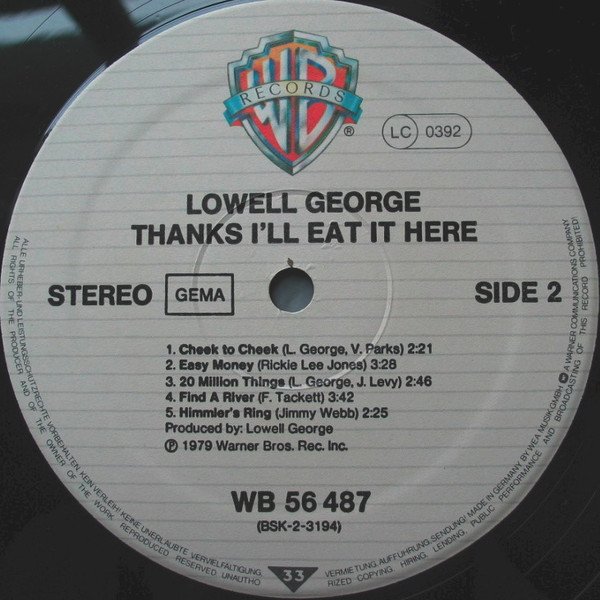 WB
RECORDS
®
LC 0392
LOWELL GEORGE
THANKS I'LL EAT IT HERE
STEREO GEMA SIDE 2
1. Cheek to Cheek (L. George, V. Parks) 2:21
2. Easy Money (Rickie Lee Jones) 3:28
3. 20 Million Things (L. George, J. Levy) 2:46
4. Find A River (F. Tackett) 3:42
5. Himmler's Ring (Jimmy Webb) 2:25
Produced by: Lowell George
Ⓟ 1979 Warner Bros. Rec. Inc.
WB 56 487
(BSK-2-3194)
33
ALLE URHEBER- UND LEISTUNGSSCHUTZRECHTE VORBEHALTEN. KEIN VERLEIH! KEINE UNERLAUBTE VERVIELFÄLTIGUNG, VERMIETUNG, AUFFÜHRUNG, SENDUNG! MADE IN GERMANY BY WEA MUSIK GMBH A WARNER COMMUNICATIONS COMPANY
ALL RIGHTS OF THE PRODUCER AND OF THE OWNER OF THE WORK REPRODUCED RESERVED UNAUTHORIZED COPYING, HIRING, LENDING, PUBLIC PERFORMANCE AND BROADCASTING OF THIS RECORD PROHIBITED!